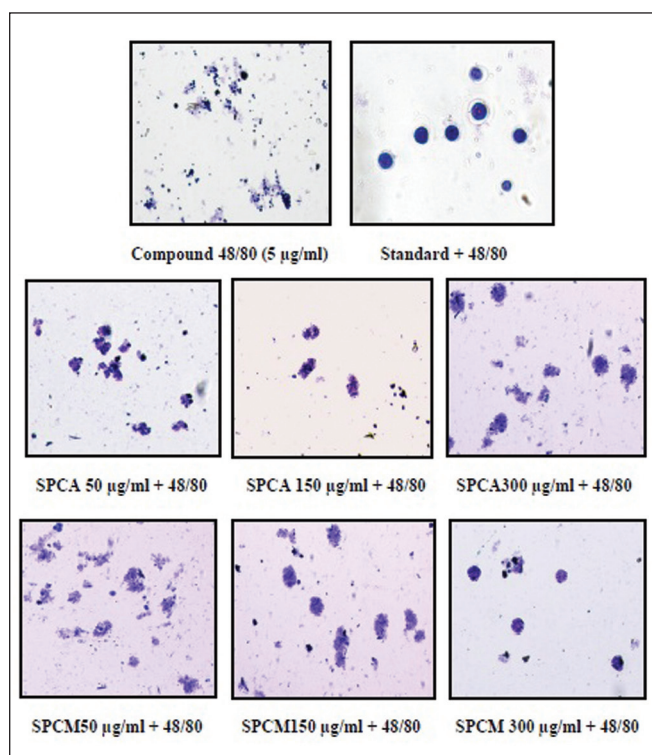 Compound 48/80 (5 µg/ml) Standard + 48/80
SPCA 50 µg/ml + 48/80 SPCA 150 µg/ml + 48/80 SPCA300 µg/ml + 48/80
SPCM50 µg/ml + 48/80 SPCM150 µg/ml + 48/80 SPCM 300 µg/ml + 48/80